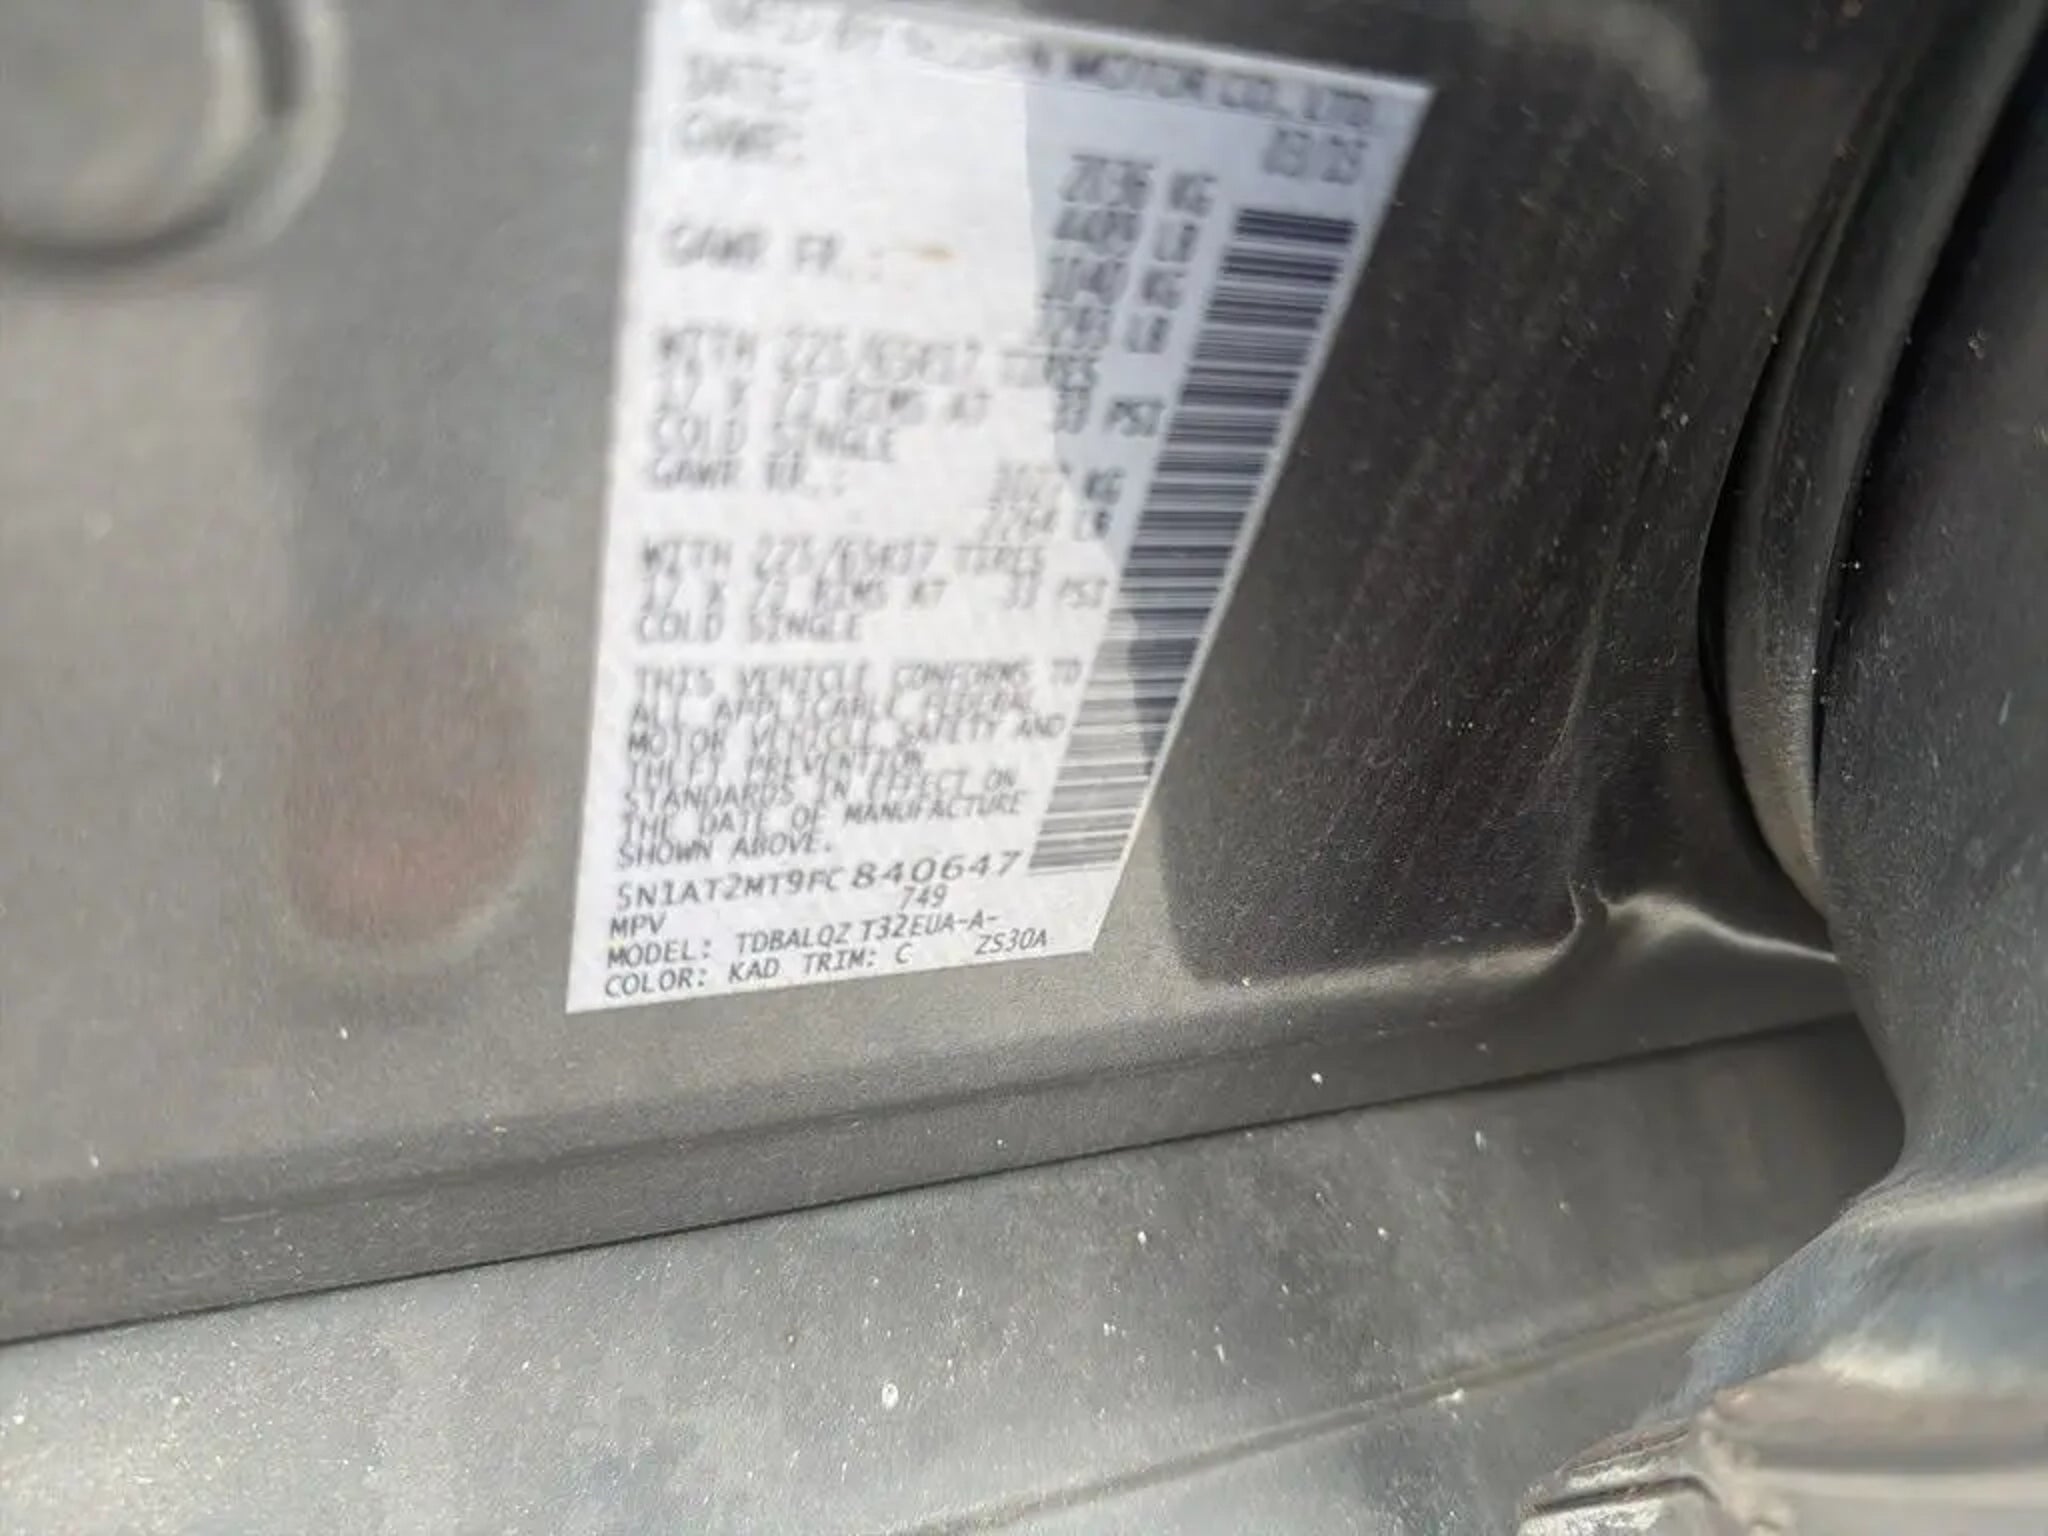 MOTOR CO., LTD.
DATE: 03/15
GVWR: 2036 KG
4489 LB
GAWR FR.: 1040 KG
2293 LB
WITH 225/65R17 TIRES
17 X 7J RIMS AT 33 PSI
COLD SINGLE
GAWR RR.: KG
2264 LB
WITH 225/65R17 TIRES
17 X 7J RIMS AT 33 PSI
COLD SINGLE
THIS VEHICLE CONFORMS TO
ALL APPLICABLE FEDERAL
MOTOR VEHICLE SAFETY AND
THEFT PREVENTION
STANDARDS IN EFFECT ON
THE DATE OF MANUFACTURE
SHOWN ABOVE.
5N1AT2MT9FC840647
749
MPV
MODEL: TDBALQZ T32EUA-A-
ZS30A
COLOR: KAD TRIM: C